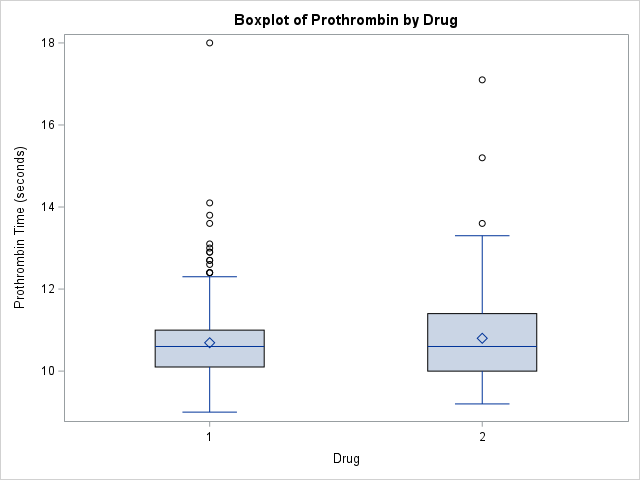 Boxplot of Prothrombin by Drug
18
16
14
12
10
Prothrombin Time (seconds)
1
2
Drug